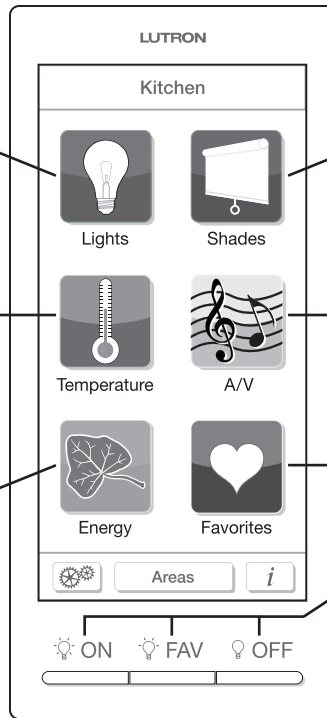 LUTRON
Kitchen
Lights Shades
Temperature A/V
Energy Favorites
Areas i
ON FAV OFF